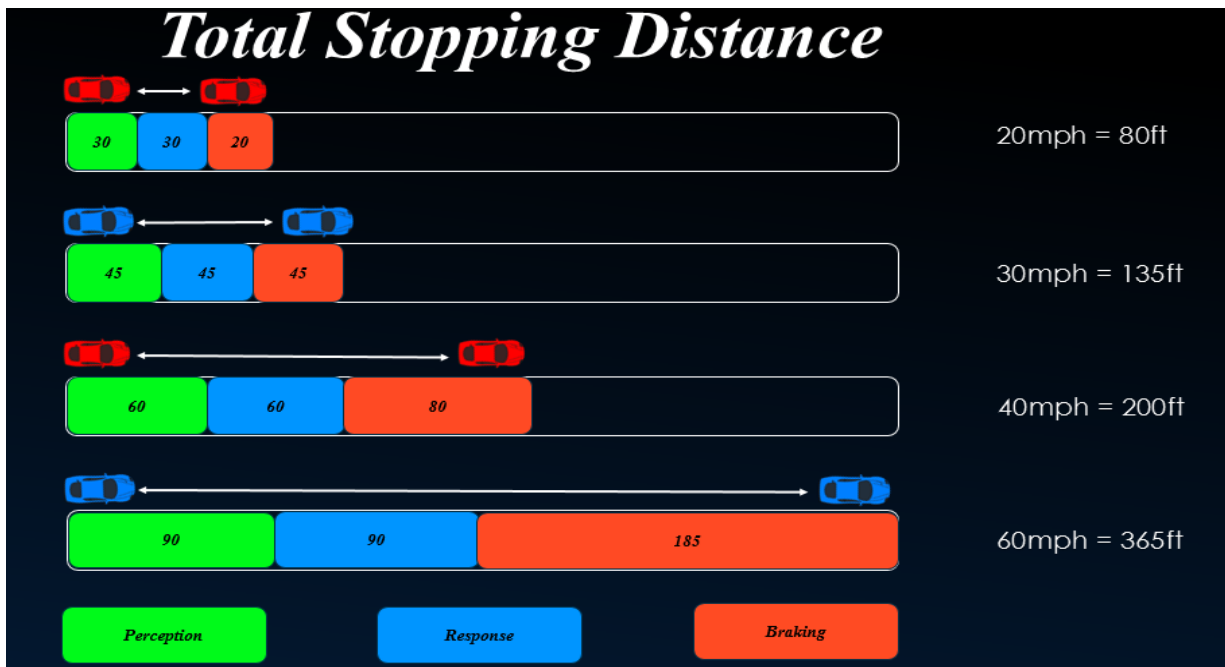 Total Stopping Distance
30 30 20 20mph = 80ft
45 45 45 30mph = 135ft
60 60 80 40mph = 200ft
90 90 185 60mph = 365ft
Perception Response Braking